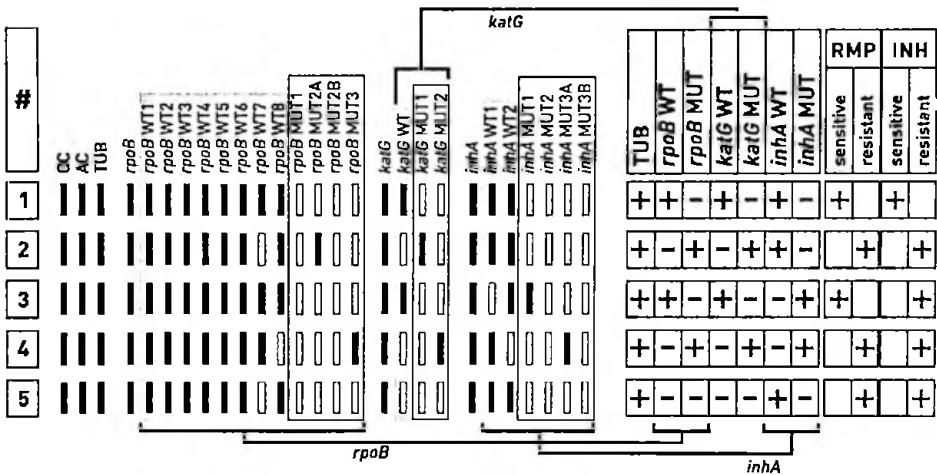 katG
#
CC
AC
TUB
rpoB
rpoB WT1
rpoB WT2
rpoB WT3
rpoB WT4
rpoB WT5
rpoB WT6
rpoB WT7
rpoB WT8
rpoB MUT1
rpoB MUT2A
rpoB MUT2B
rpoB MUT3
katG
katG WT
katG MUT1
katG MUT2
inhA
inhA WT1
inhA WT2
inhA MUT1
inhA MUT2
inhA MUT3A
inhA MUT3B
TUB
rpoB WT
rpoB MUT
katG WT
katG MUT
inhA WT
inhA MUT
RMP INH
sensitive
resistant
sensitive
resistant
1 + + - + - + - + +
2 + - + - + + - + +
3 + + - + - - + + +
4 + - + - + - + + +
5 + - - - - + - + +
rpoB
inhA